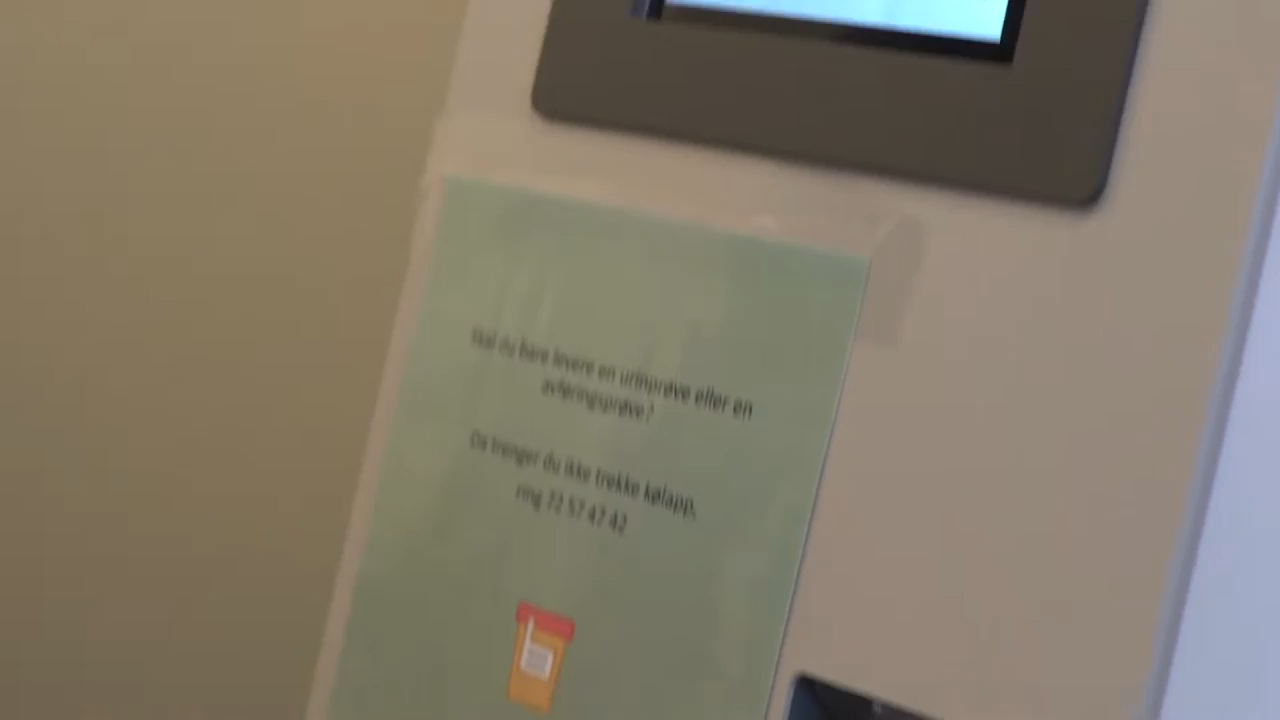 Skal du bare levere en urinprøve eller en
avføringsprøve?
Da trenger du ikke trekke kølapp,
ring 72 57 47 42